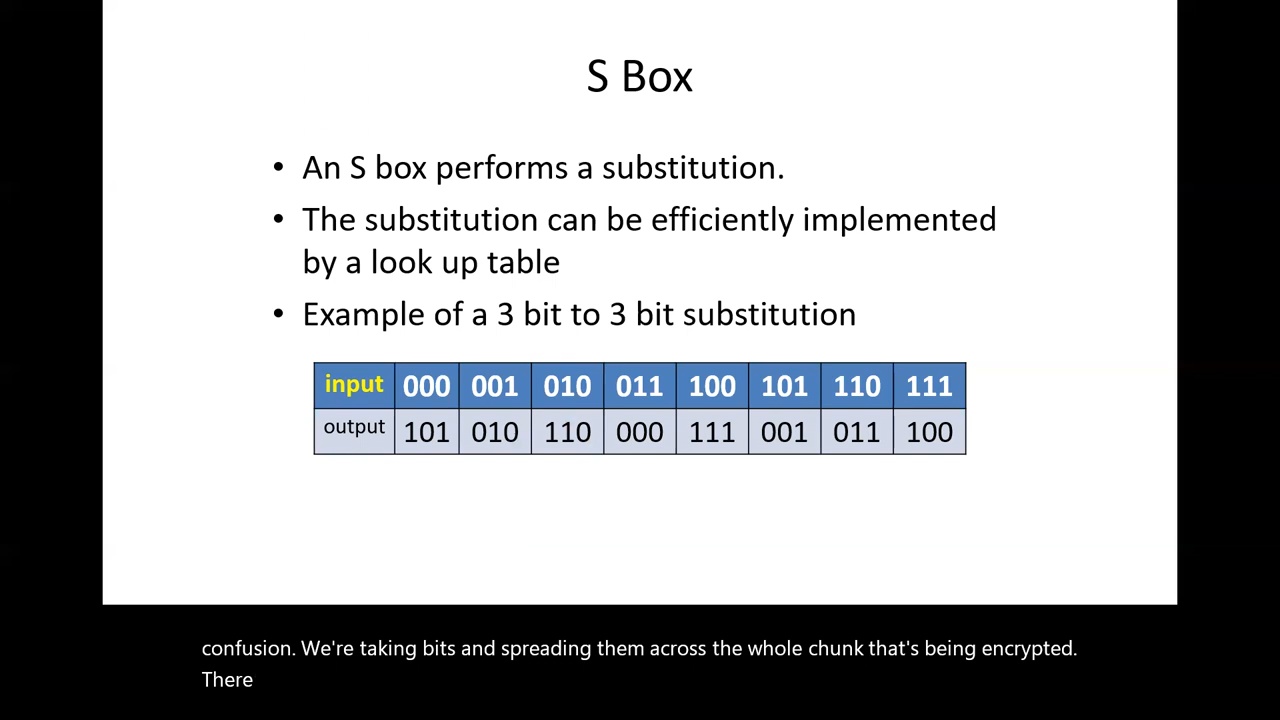 S Box
• An S box performs a substitution.
• The substitution can be efficiently implemented
by a look up table
• Example of a 3 bit to 3 bit substitution
input 000 001 010 011 100 101 110 111
output 101 010 110 000 111 001 011 100
confusion. We're taking bits and spreading them across the whole chunk that's being encrypted.
There